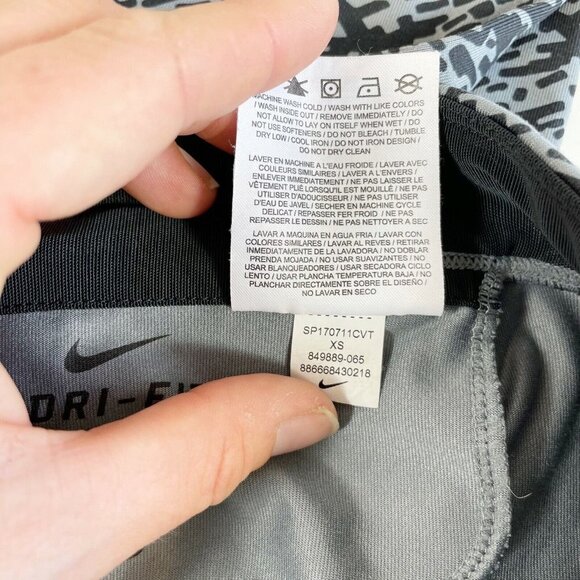 MACHINE WASH COLD / WASH WITH LIKE COLORS
/ WASH INSIDE OUT / REMOVE IMMEDIATELY / DO
NOT ALLOW TO LAY ON ITSELF WHEN WET / DO
NOT USE SOFTENERS / DO NOT BLEACH / TUMBLE
DRY LOW / COOL IRON / DO NOT IRON DESIGN /
DO NOT DRY CLEAN
LAVER EN MACHINE A L'EAU FROIDE / LAVER AVEC
COULEURS SIMILAIRES / LAVER A L'ENVERS /
ENLEVER IMMEDIATEMENT / NE PAS LAISSER LE
VÊTEMENT PLIÉ LORSQU'IL EST MOUILLÉ / NE PAS
UTILISER D'ADOUCISSEUR / NE PAS UTILISER
D'EAU DE JAVEL / SECHER EN MACHINE CYCLE
DELICAT / REPASSER FER FROID / NE PAS
REPASSER LE DESSIN / NE PAS NETTOYER A SEC
LAVAR A MAQUINA EN AGUA FRIA / LAVAR CON
COLORES SIMILARES / LAVAR AL REVES / RETIRAR
INMEDIATAMENTE DE LA LAVADORA / NO DOBLAR
PRENDA MOJADA / NO USAR SUAVIZANTES / NO
USAR BLANQUEADORES / USAR SECADORA CICLO
LENTO / USAR PLANCHA TEMPERATURA BAJA / NO
PLANCHAR DIRECTAMENTE SOBRE EL DISEÑO /
NO LAVAR EN SECO
SP170711CVT
XS
849889-065
886668430218
DRI-FIT